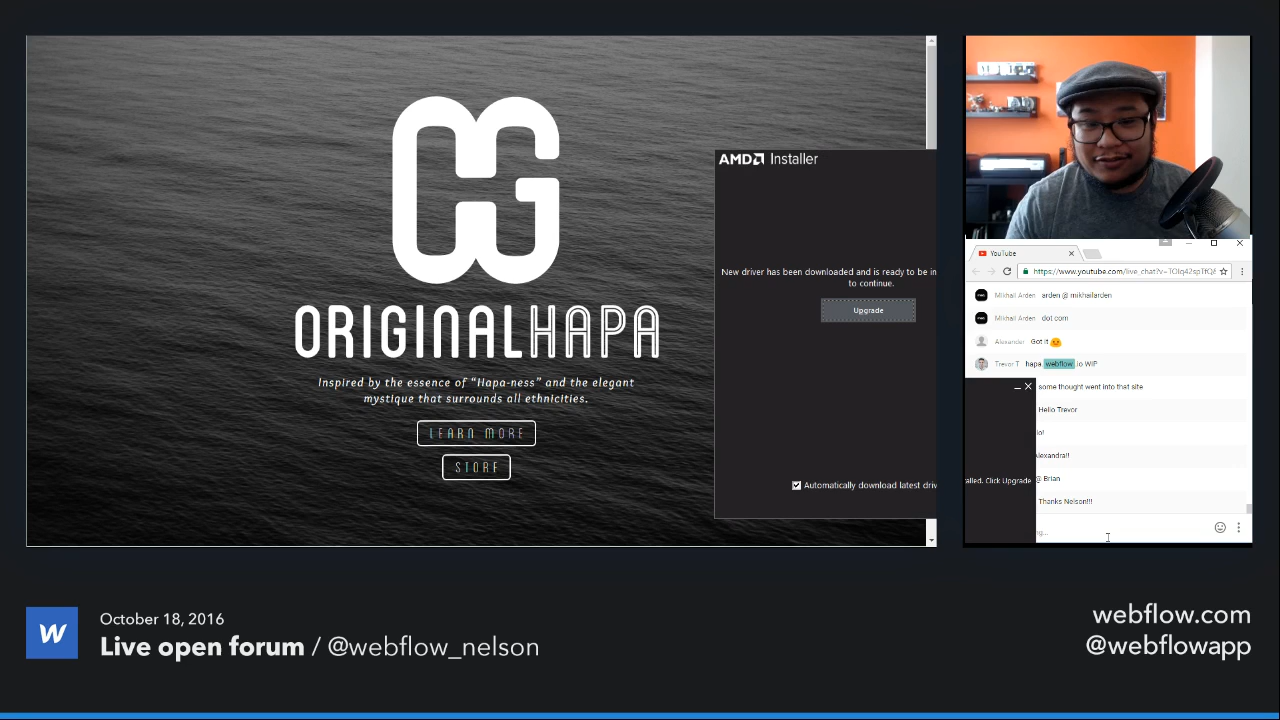 ORIGINALHAPA
Inspired by the essence of “Hapa-ness” and the elegant
mystique that surrounds all ethnicities.
LEARN MORE
STORE
AMD Installer
New driver has been downloaded and is ready to be in
to continue.
Upgrade
Automatically download latest driv
YouTube
https://www.youtube.com/live_chat?v=
Mikhail Arden arden @ mikhailarden
Mikhail Arden dot com
Alexander Got it
Trevor T hapa webflow .io WIP
some thought went into that site
Hello Trevor
lo!
Alexandra!!
alled. Click Upgrade
@ Brian
Thanks Nelson!!!
g...
W
October 18, 2016
Live open forum / @webflow_nelson
webflow.com
@webflowapp